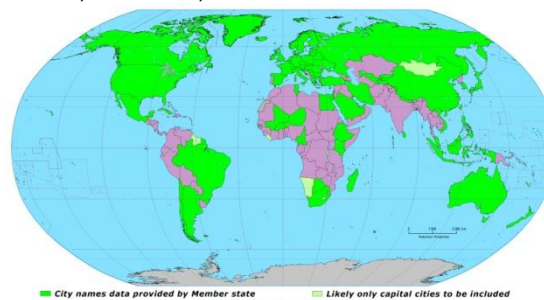 City names data provided by Member state
Likely only capital cities to be included